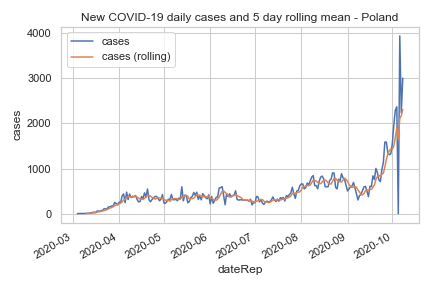 New COVID-19 daily cases and 5 day rolling mean - Poland
cases
cases (rolling)
4000
3000
2000
1000
0
cases
2020-03
2020-04
2020-05
2020-06
2020-07
2020-08
2020-09
2020-10
dateRep